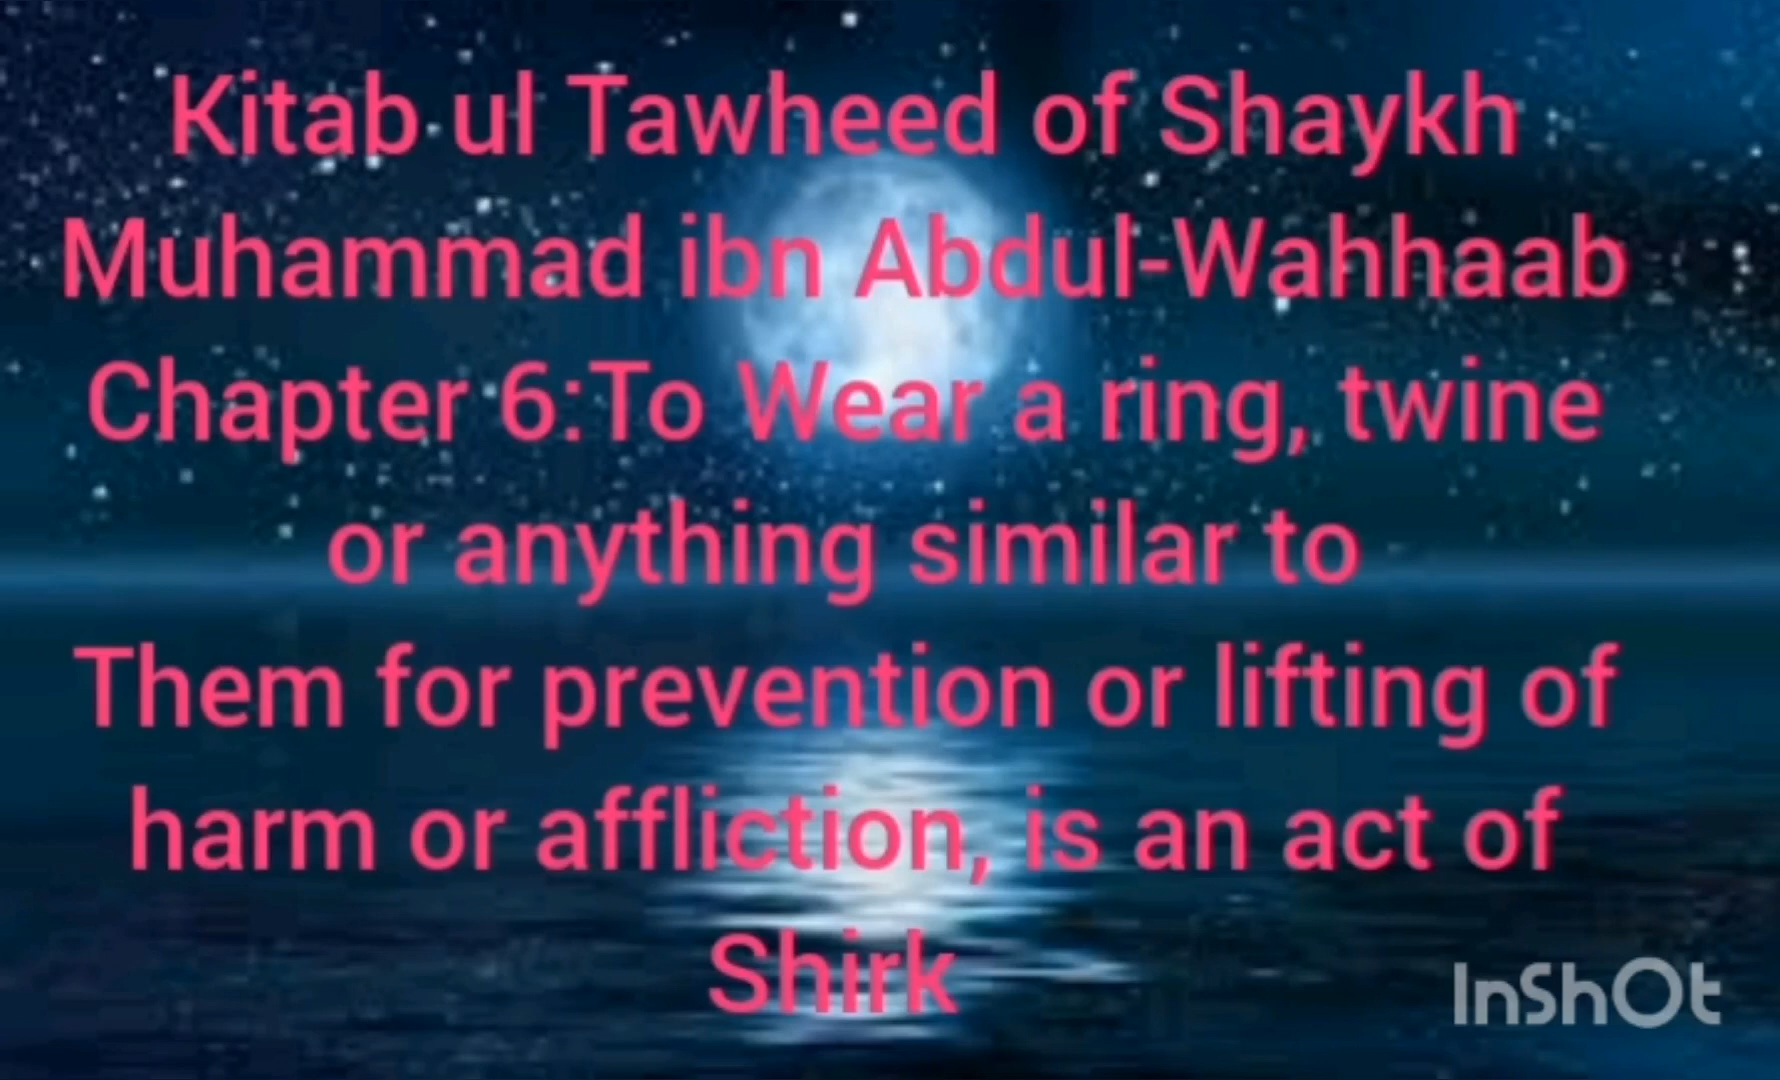 Kitab ul Tawheed of Shaykh
Muhammad ibn Abdul-Wahhaab
Chapter 6:To Wear a ring, twine
or anything similar to
Them for prevention or lifting of
harm or affliction, is an act of
Shirk
InShOt